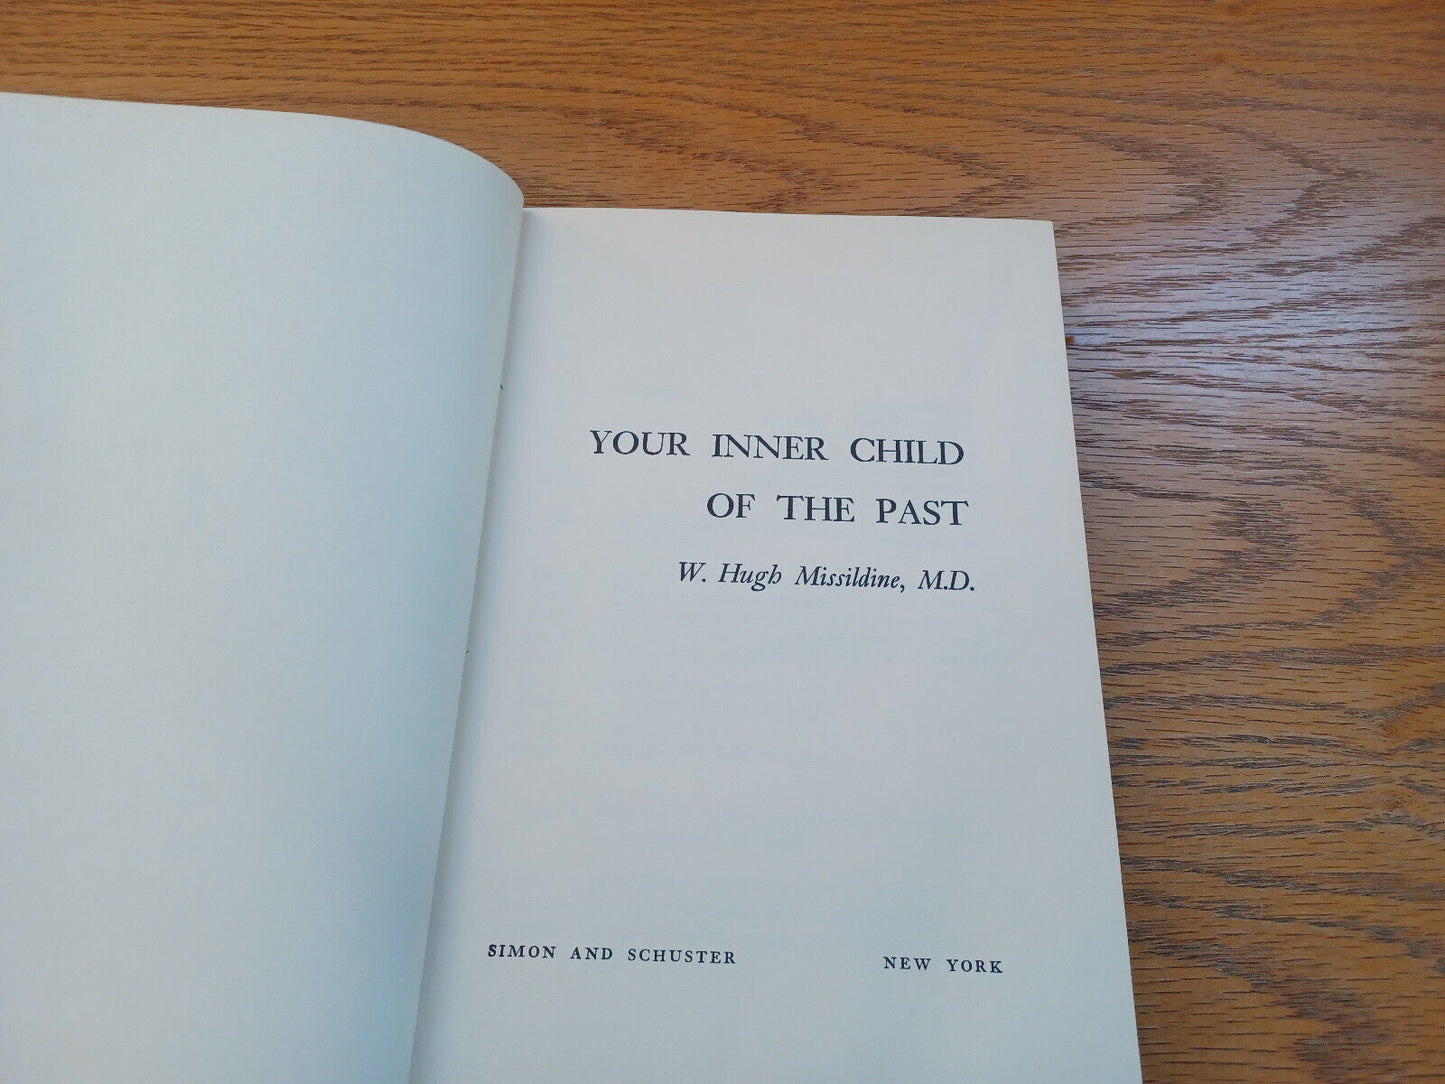 YOUR INNER CHILD
OF THE PAST
W. Hugh Missildine, M.D.
SIMON AND SCHUSTER NEW YORK